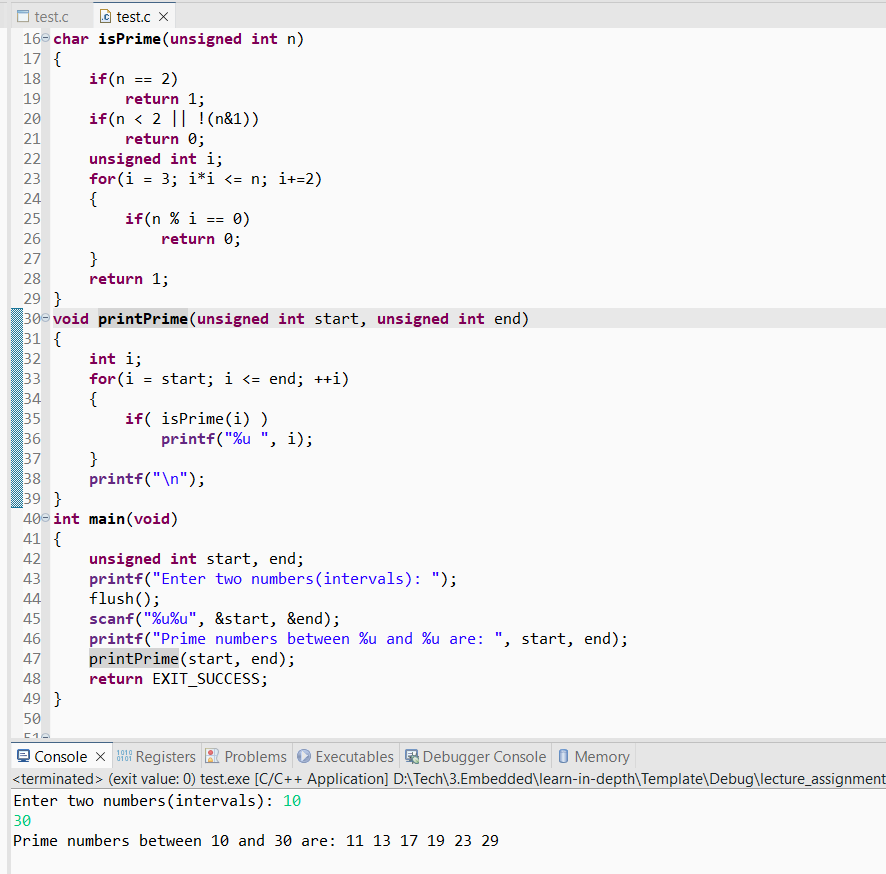 test.c test.c
16 char isPrime(unsigned int n)
17 {
18 if(n == 2)
19 return 1;
20 if(n < 2 || !(n&1))
21 return 0;
22 unsigned int i;
23 for(i = 3; i*i <= n; i+=2)
24 {
25 if(n % i == 0)
26 return 0;
27 }
28 return 1;
29 }
30 void printPrime(unsigned int start, unsigned int end)
31 {
32 int i;
33 for(i = start; i <= end; ++i)
34 {
35 if( isPrime(i) )
36 printf("%u ", i);
37 }
38 printf("\n");
39 }
40 int main(void)
41 {
42 unsigned int start, end;
43 printf("Enter two numbers(intervals): ");
44 flush();
45 scanf("%u%u", &start, &end);
46 printf("Prime numbers between %u and %u are: ", start, end);
47 printPrime(start, end);
48 return EXIT_SUCCESS;
49 }
50
51
Console Registers Problems Executables Debugger Console Memory
<terminated> (exit value: 0) test.exe [C/C++ Application] D:\Tech\3.Embedded\learn-in-depth\Template\Debug\lecture_assignment
Enter two numbers(intervals): 10
30
Prime numbers between 10 and 30 are: 11 13 17 19 23 29